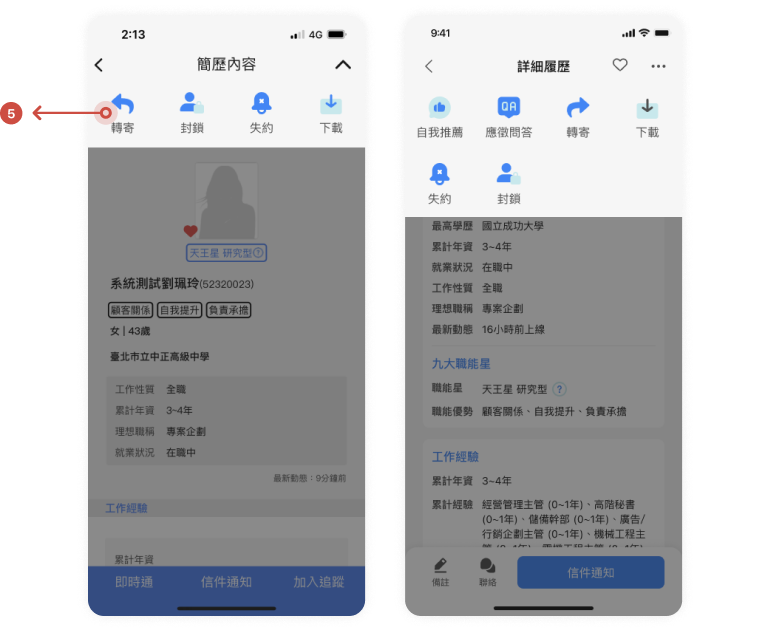 2:13
4G
簡歷內容
5
轉寄
封鎖
失約
下載
天王星 研究型?
系統測試劉珮玲(52320023)
顧客關係 自我提升 負責承擔
女 | 43歲
臺北市立中正高級中學
工作性質 全職
累計年資 3~4年
理想職稱 專案企劃
就業狀況 在職中
最新動態：9分鐘前
工作經驗
累計年資
即時通
信件通知
加入追蹤
9:41
詳細履歷
自我推薦
應徵問答
轉寄
下載
失約
封鎖
最高學歷 國立成功大學
累計年資 3~4年
就業狀況 在職中
工作性質 全職
理想職稱 專案企劃
最新動態 16小時前上線
九大職能星
職能星 天王星 研究型 ?
職能優勢 顧客關係、自我提升、負責承擔
工作經驗
累計年資 3~4年
累計經驗 經營管理主管 (0~1年)、高階秘書
(0~1年)、儲備幹部 (0~1年)、廣告/
行銷企劃主管 (0~1年)、機械工程主
備註
聯絡
信件通知